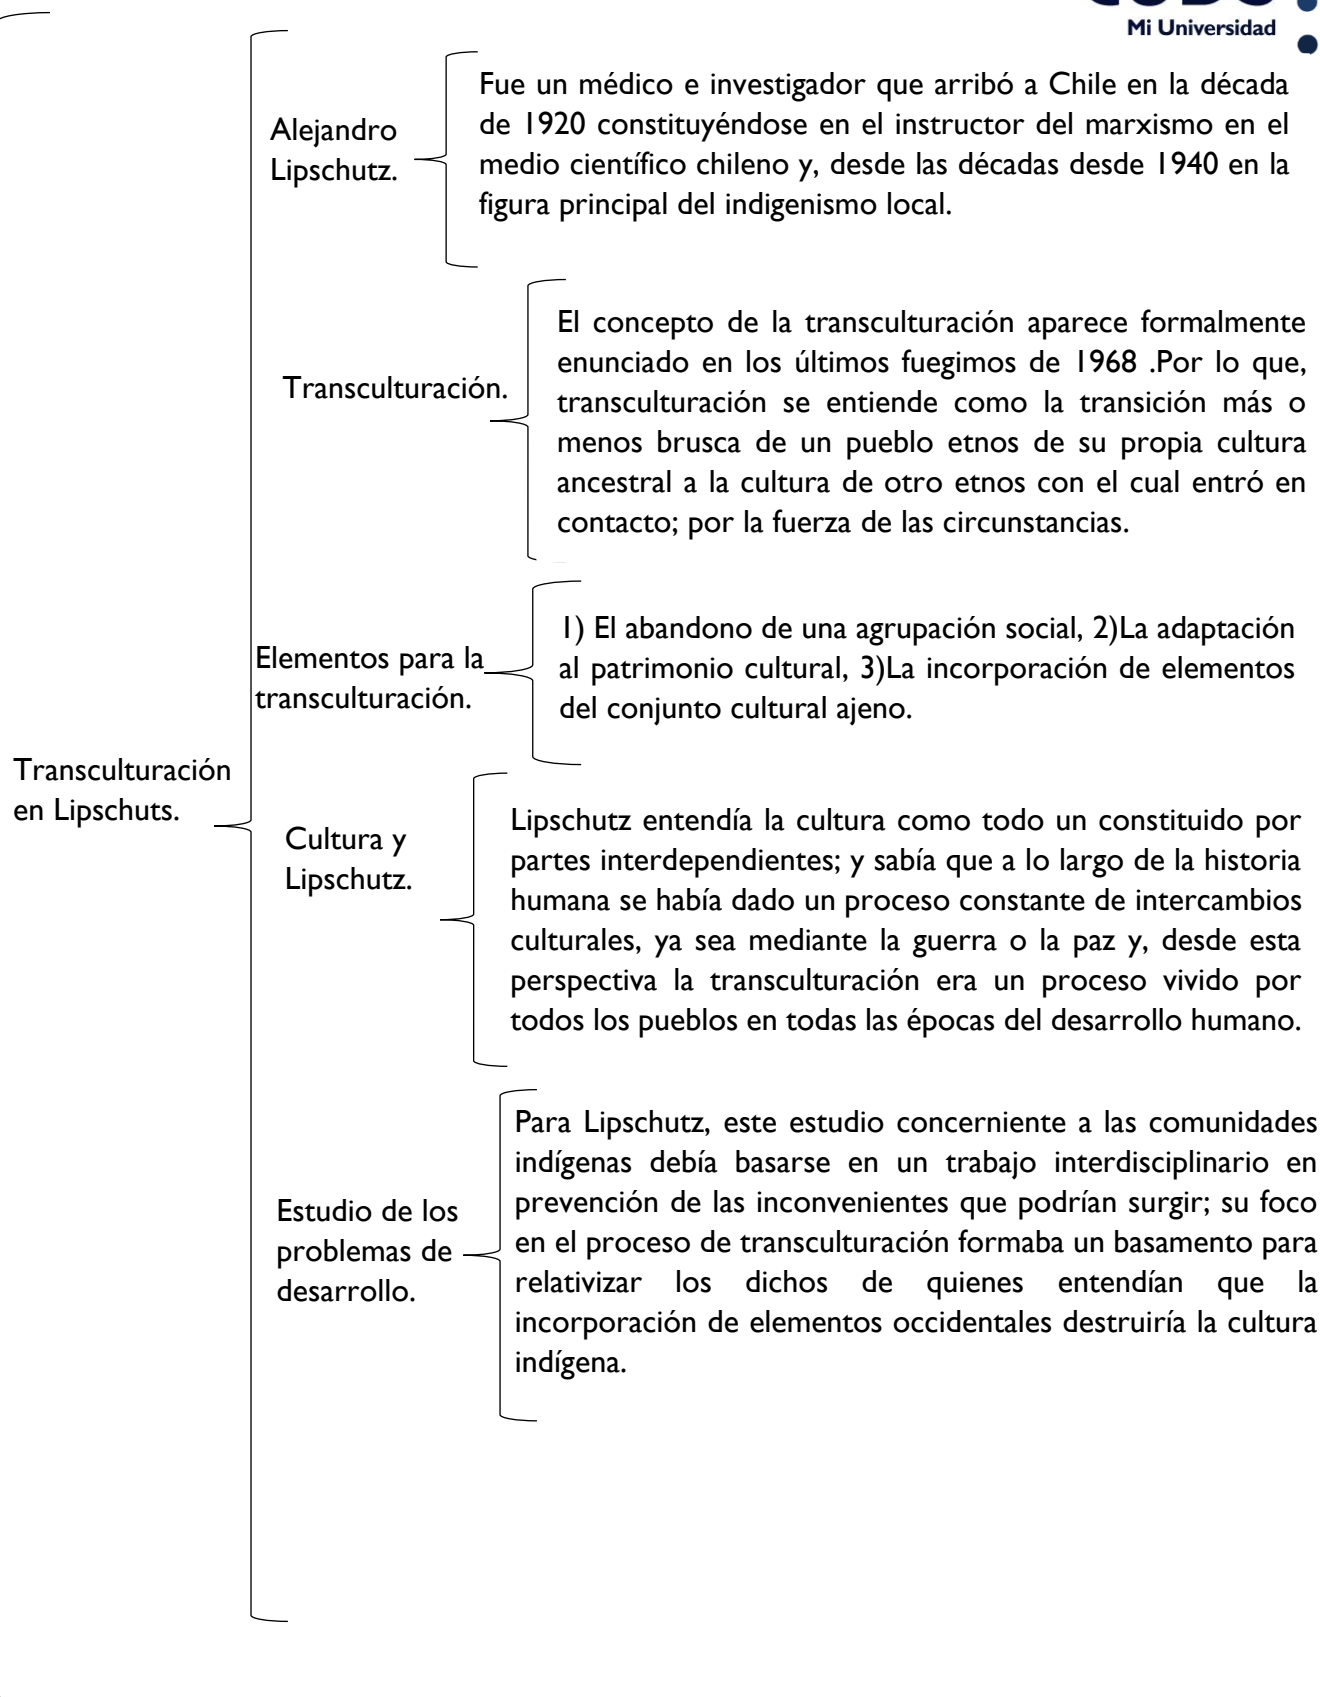 Mi Universidad
Fue un médico e investigador que arribó a Chile en la década
de 1920 constituyéndose en el instructor del marxismo en el
medio científico chileno y, desde las décadas desde 1940 en la
figura principal del indigenismo local.
Alejandro
Lipschutz.
El concepto de la transculturación aparece formalmente
enunciado en los últimos fuegimos de 1968 .Por lo que,
transculturación se entiende como la transición más o
menos brusca de un pueblo etnos de su propia cultura
ancestral a la cultura de otro etnos con el cual entró en
contacto; por la fuerza de las circunstancias.
Transculturación.
1) El abandono de una agrupación social, 2)La adaptación
al patrimonio cultural, 3)La incorporación de elementos
del conjunto cultural ajeno.
Elementos para la
transculturación.
Transculturación
en Lipschuts.
Cultura y
Lipschutz.
Lipschutz entendía la cultura como todo un constituido por
partes interdependientes; y sabía que a lo largo de la historia
humana se había dado un proceso constante de intercambios
culturales, ya sea mediante la guerra o la paz y, desde esta
perspectiva la transculturación era un proceso vivido por
todos los pueblos en todas las épocas del desarrollo humano.
Para Lipschutz, este estudio concerniente a las comunidades
indígenas debía basarse en un trabajo interdisciplinario en
prevención de las inconvenientes que podrían surgir; su foco
en el proceso de transculturación formaba un basamento para
relativizar los dichos de quienes entendían que la
incorporación de elementos occidentales destruiría la cultura
indígena.
Estudio de los
problemas de
desarrollo.